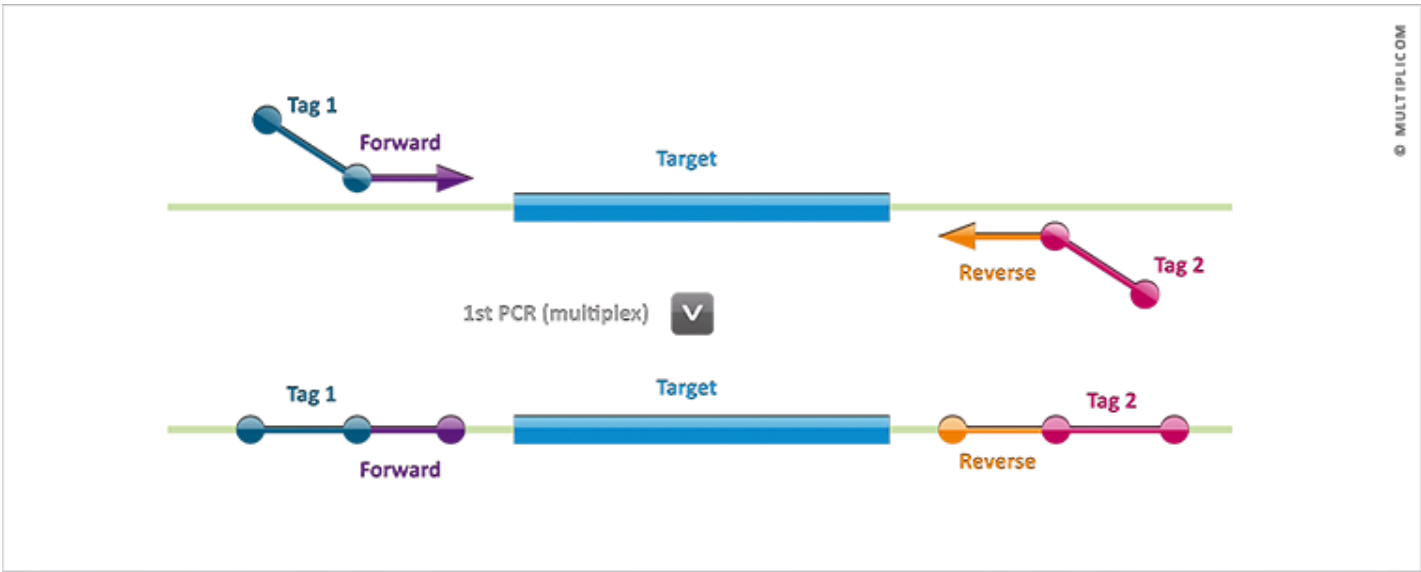 © MULTIPLICOM
Tag 1
Forward
Target
Reverse
Tag 2
1st PCR (multiplex)
V
Target
Tag 1
Tag 2
Forward
Reverse